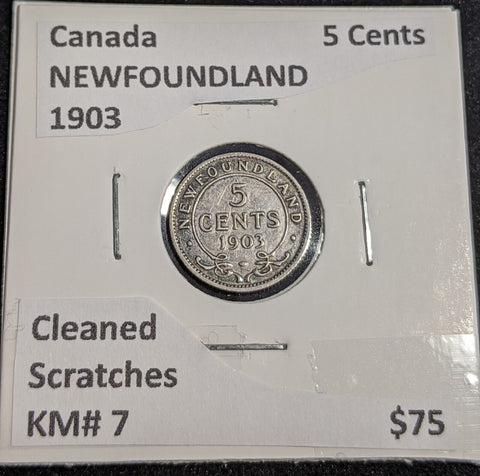 Canada 5 Cents
NEWFOUNDLAND
1903
NEWFOUNDLAND
5
CENTS
1903
Cleaned
Scratches
KM# 7 $75